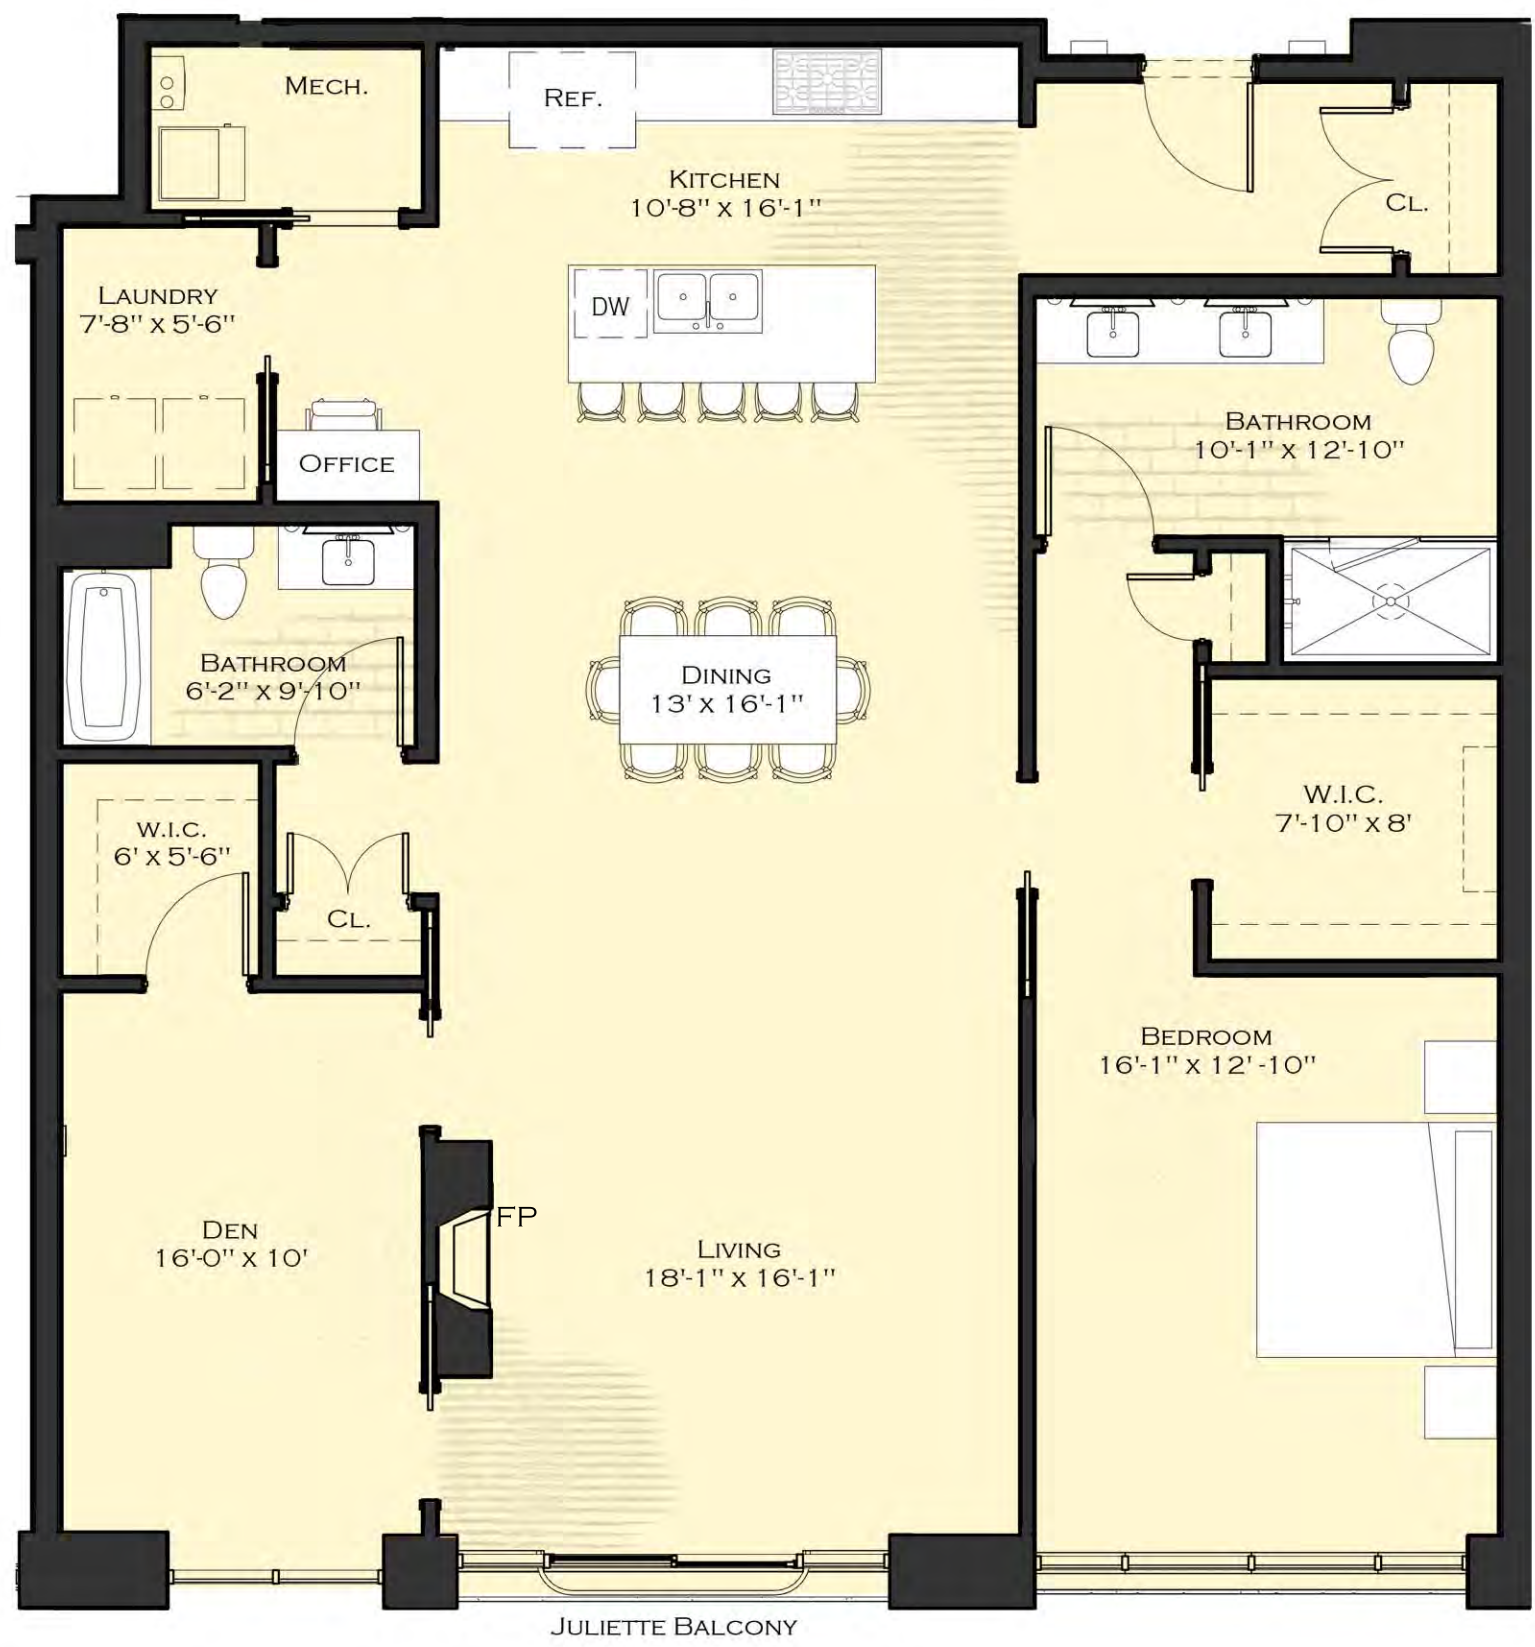 MECH.
REF.
KITCHEN
10'-8" X 16'-1"
CL.
LAUNDRY
7'-8" X 5'-6"
DW
OFFICE
BATHROOM
10'-1" X 12'-10"
BATHROOM
6'-2" X 9'-10"
DINING
13' X 16'-1"
W.I.C.
7'-10" X 8'
W.I.C.
6' X 5'-6"
CL.
BEDROOM
16'-1" X 12'-10"
FP
DEN
16'-0" X 10'
LIVING
18'-1" X 16'-1"
JULIETTE BALCONY